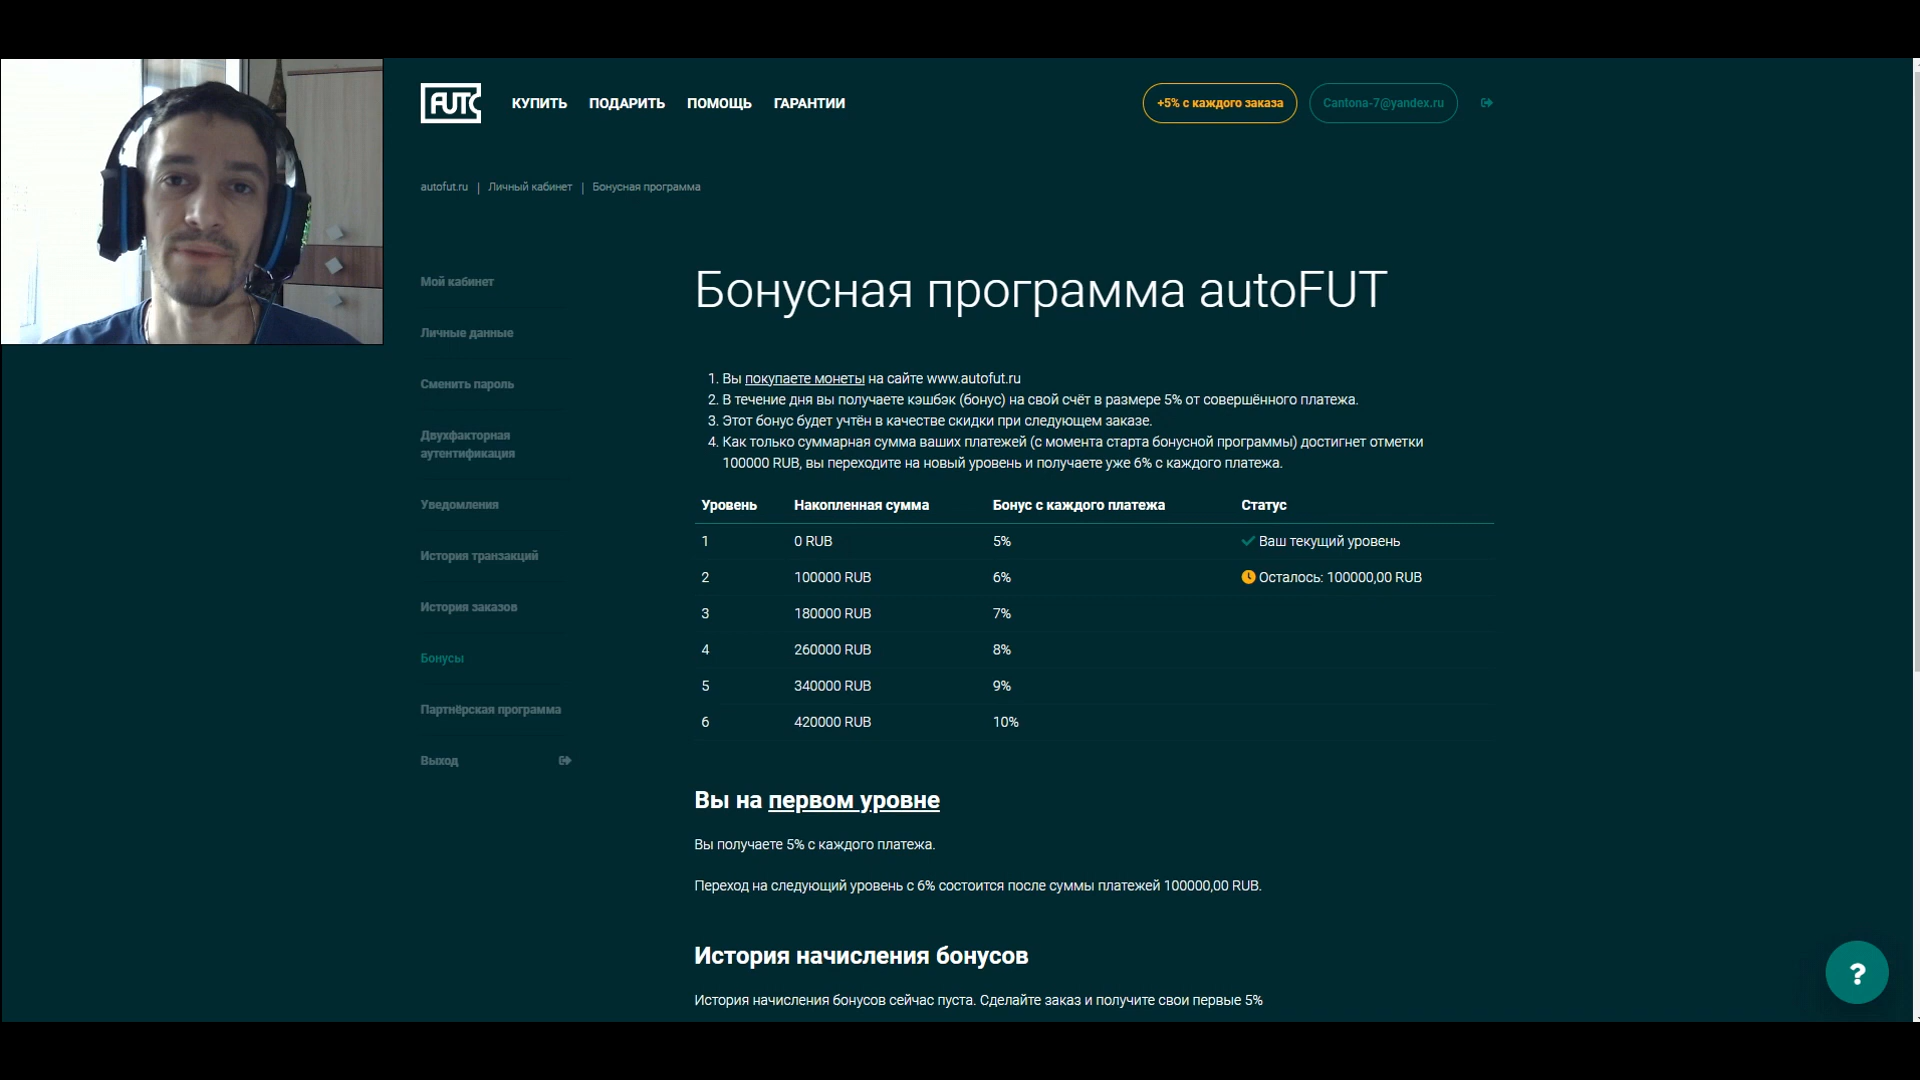 FUT
КУПИТЬ ПОДАРИТЬ ПОМОЩЬ ГАРАНТИИ
+5% с каждого заказа
Cantona-7@yandex.ru
autofut.ru | Личный кабинет | Бонусная программа
Мой кабинет
Личные данные
Сменить пароль
Двухфакторная
аутентификация
Уведомления
История транзакций
История заказов
Бонусы
Партнёрская программа
Выход
Бонусная программа autoFUT
1. Вы покупаете монеты на сайте www.autofut.ru
2. В течение дня вы получаете кэшбэк (бонус) на свой счёт в размере 5% от совершённого платежа.
3. Этот бонус будет учтён в качестве скидки при следующем заказе.
4. Как только суммарная сумма ваших платежей (с момента старта бонусной программы) достигнет отметки
100000 RUB, вы переходите на новый уровень и получаете уже 6% с каждого платежа.
Уровень Накопленная сумма Бонус с каждого платежа Статус
1 0 RUB 5% Ваш текущий уровень
2 100000 RUB 6% Осталось: 100000,00 RUB
3 180000 RUB 7%
4 260000 RUB 8%
5 340000 RUB 9%
6 420000 RUB 10%
Вы на первом уровне
Вы получаете 5% с каждого платежа.
Переход на следующий уровень с 6% состоится после суммы платежей 100000,00 RUB.
История начисления бонусов
История начисления бонусов сейчас пуста. Сделайте заказ и получите свои первые 5%
?